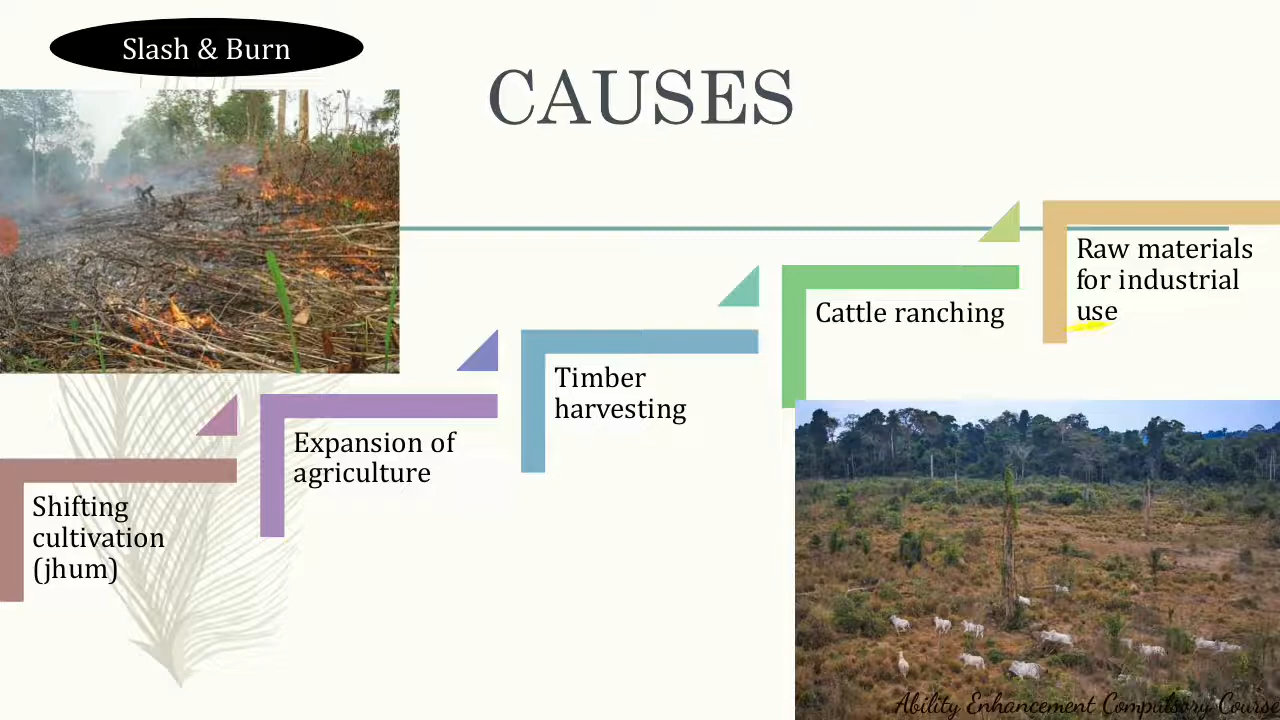 Slash & Burn
CAUSES
Shifting
cultivation
(jhum)
Expansion of
agriculture
Timber
harvesting
Cattle ranching
Raw materials
for industrial
use
Ability Enhancement Compulsory Course